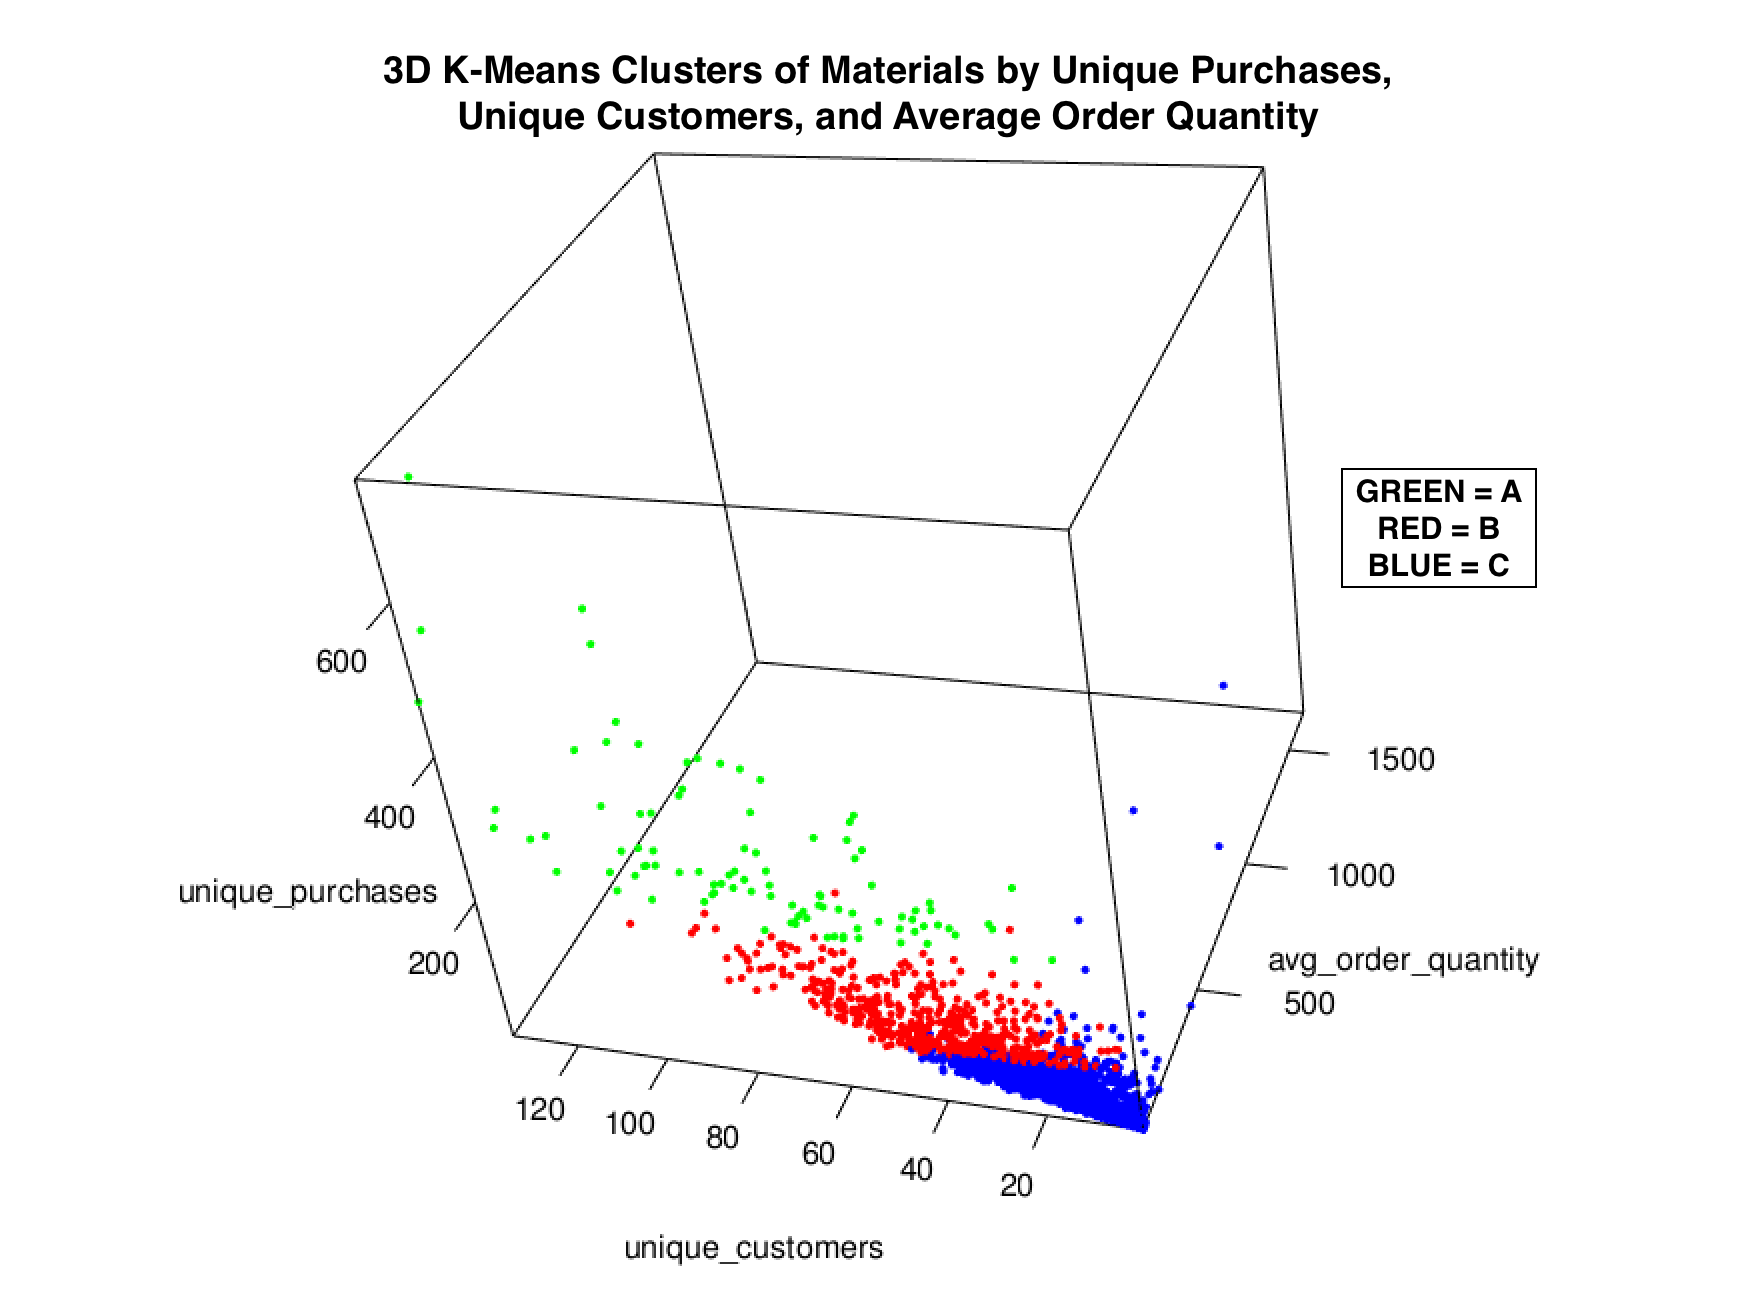 3D K-Means Clusters of Materials by Unique Purchases,
Unique Customers, and Average Order Quantity
GREEN = A
RED = B
BLUE = C
600
400
200
unique_purchases
1500
1000
500
avg_order_quantity
120
100
80
60
40
20
unique_customers